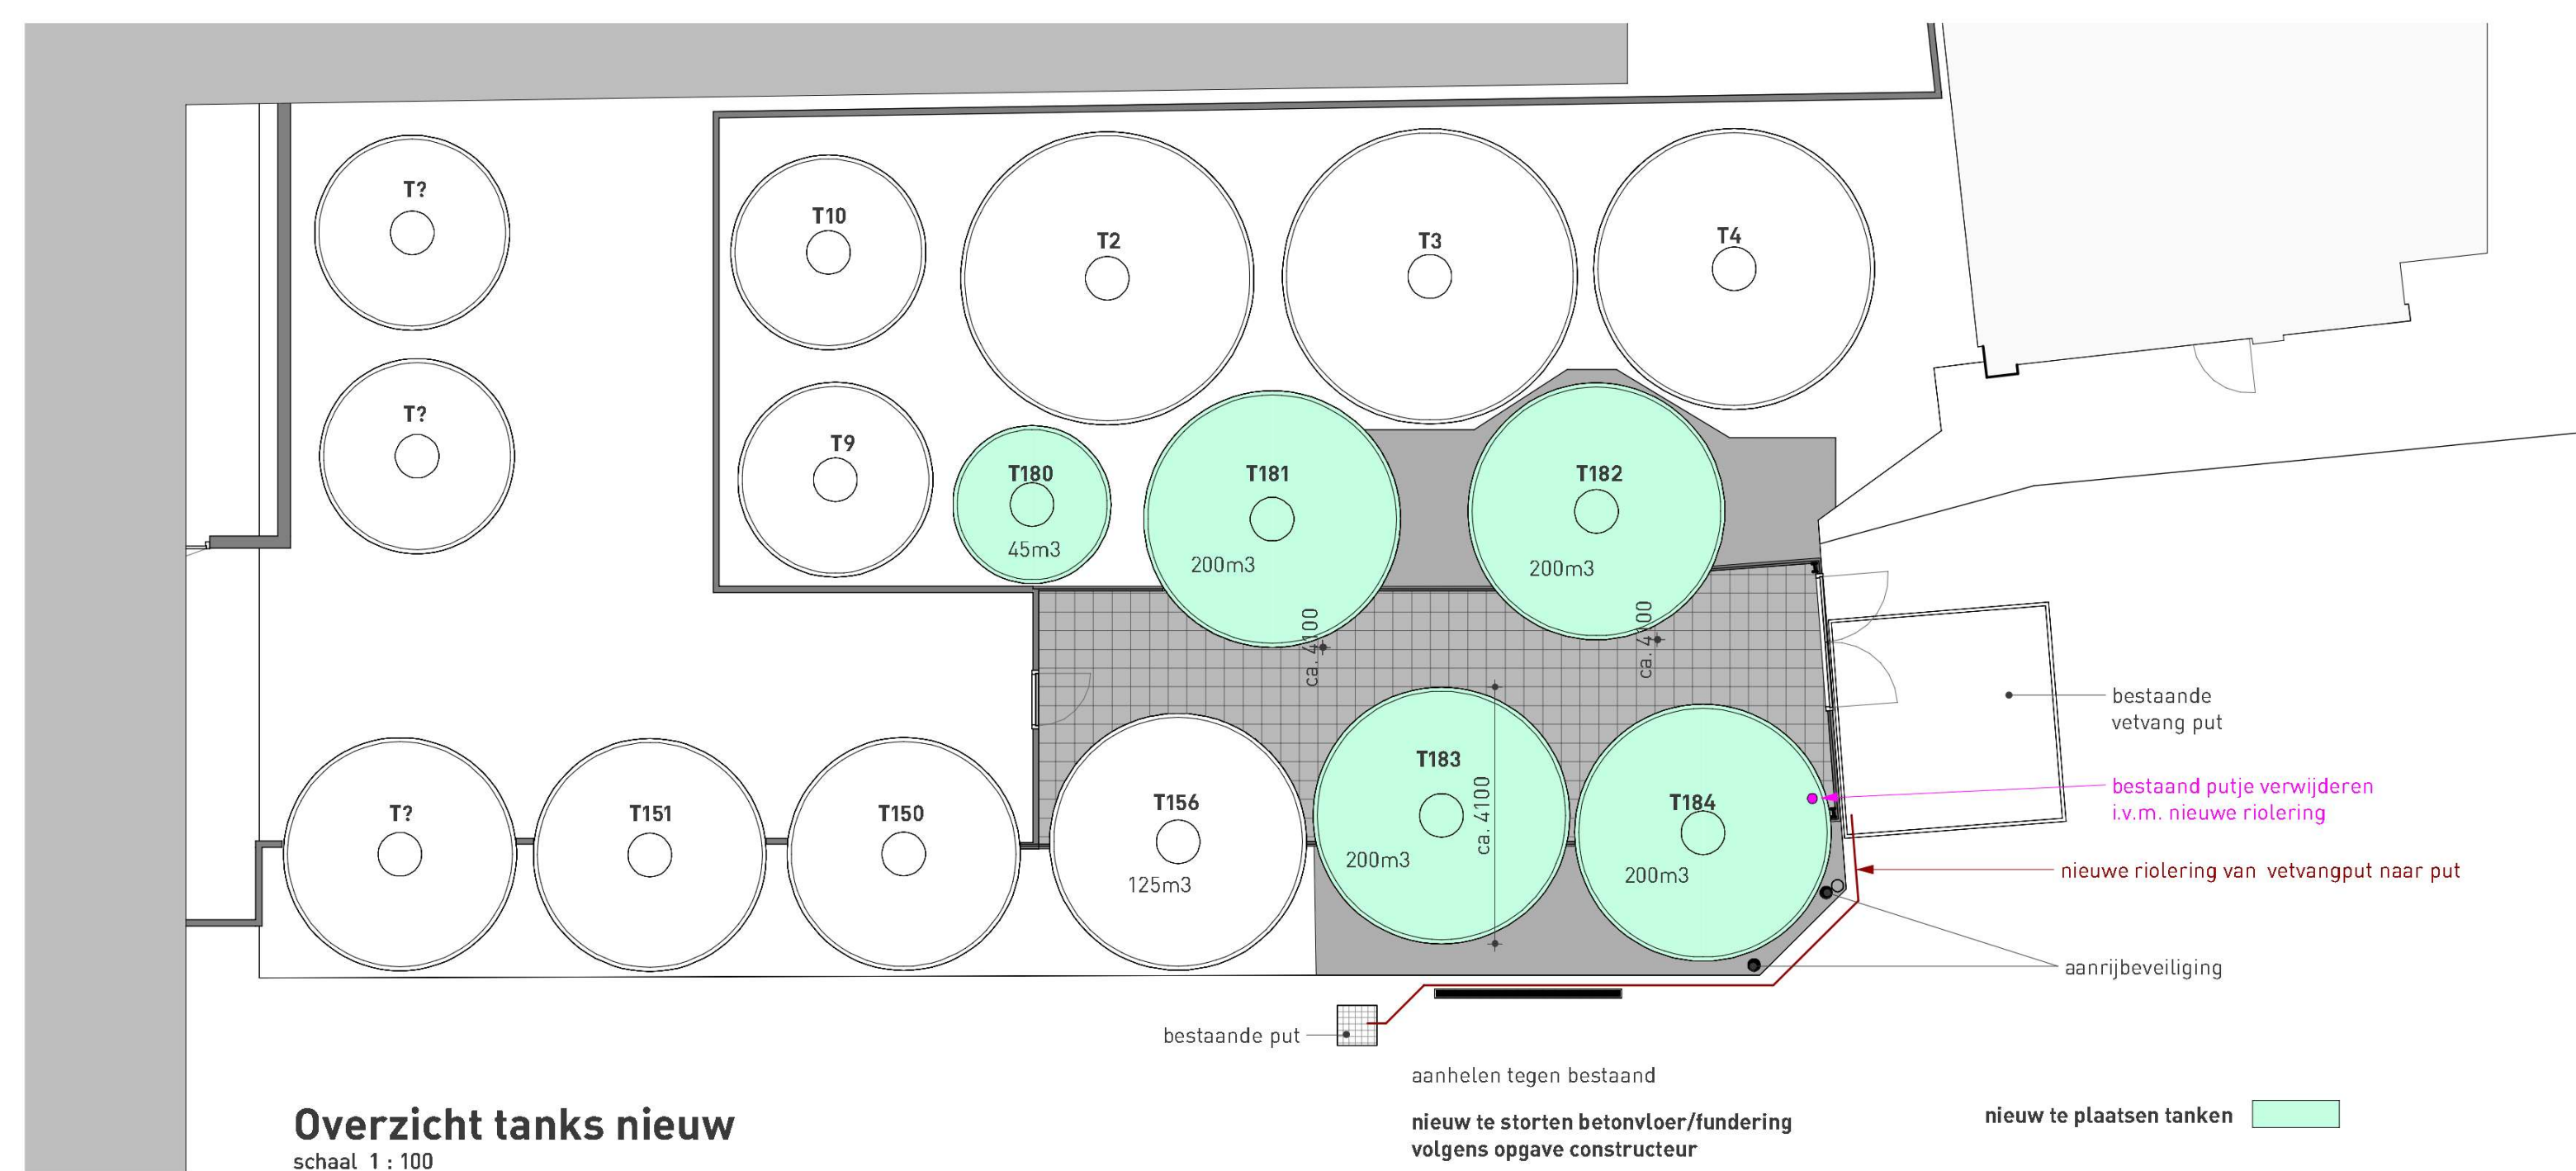 T?
T10
T2
T3
T4
T?
T9
T180
45m3
T181
200m3
T182
200m3
ca. 4100
ca. 4100
bestaande
vetvang put
bestaand putje verwijderen
i.v.m. nieuwe riolering
T?
T151
T150
T156
125m3
T183
200m3
ca. 4100
T184
200m3
nieuwe riolering van vetvangput naar put
aanrijbeveiliging
bestaande put
aanhelen tegen bestaand
Overzicht tanks nieuw
schaal 1 : 100
nieuw te storten betonvloer/fundering
volgens opgave constructeur
nieuw te plaatsen tanken